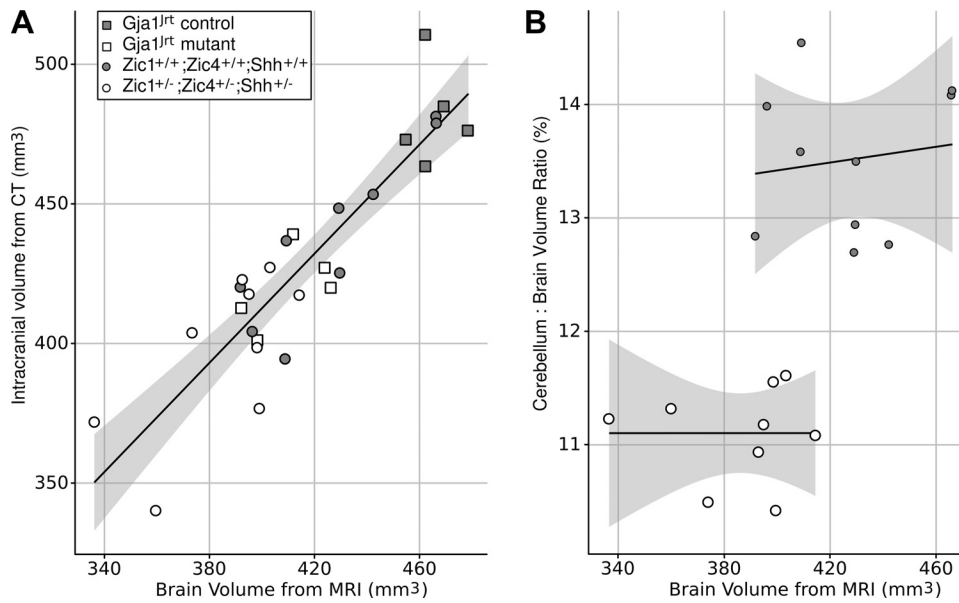 A
Gja1Jrt control
Gja1Jrt mutant
Zic1+/+;Zic4+/+;Shh+/+
Zic1+/-;Zic4+/-;Shh+/-
Intracranial volume from CT (mm3)
500
450
400
350
340
380
420
460
Brain Volume from MRI (mm3)
B
Cerebellum : Brain Volume Ratio (%)
14
13
12
11
340
380
420
460
Brain Volume from MRI (mm3)